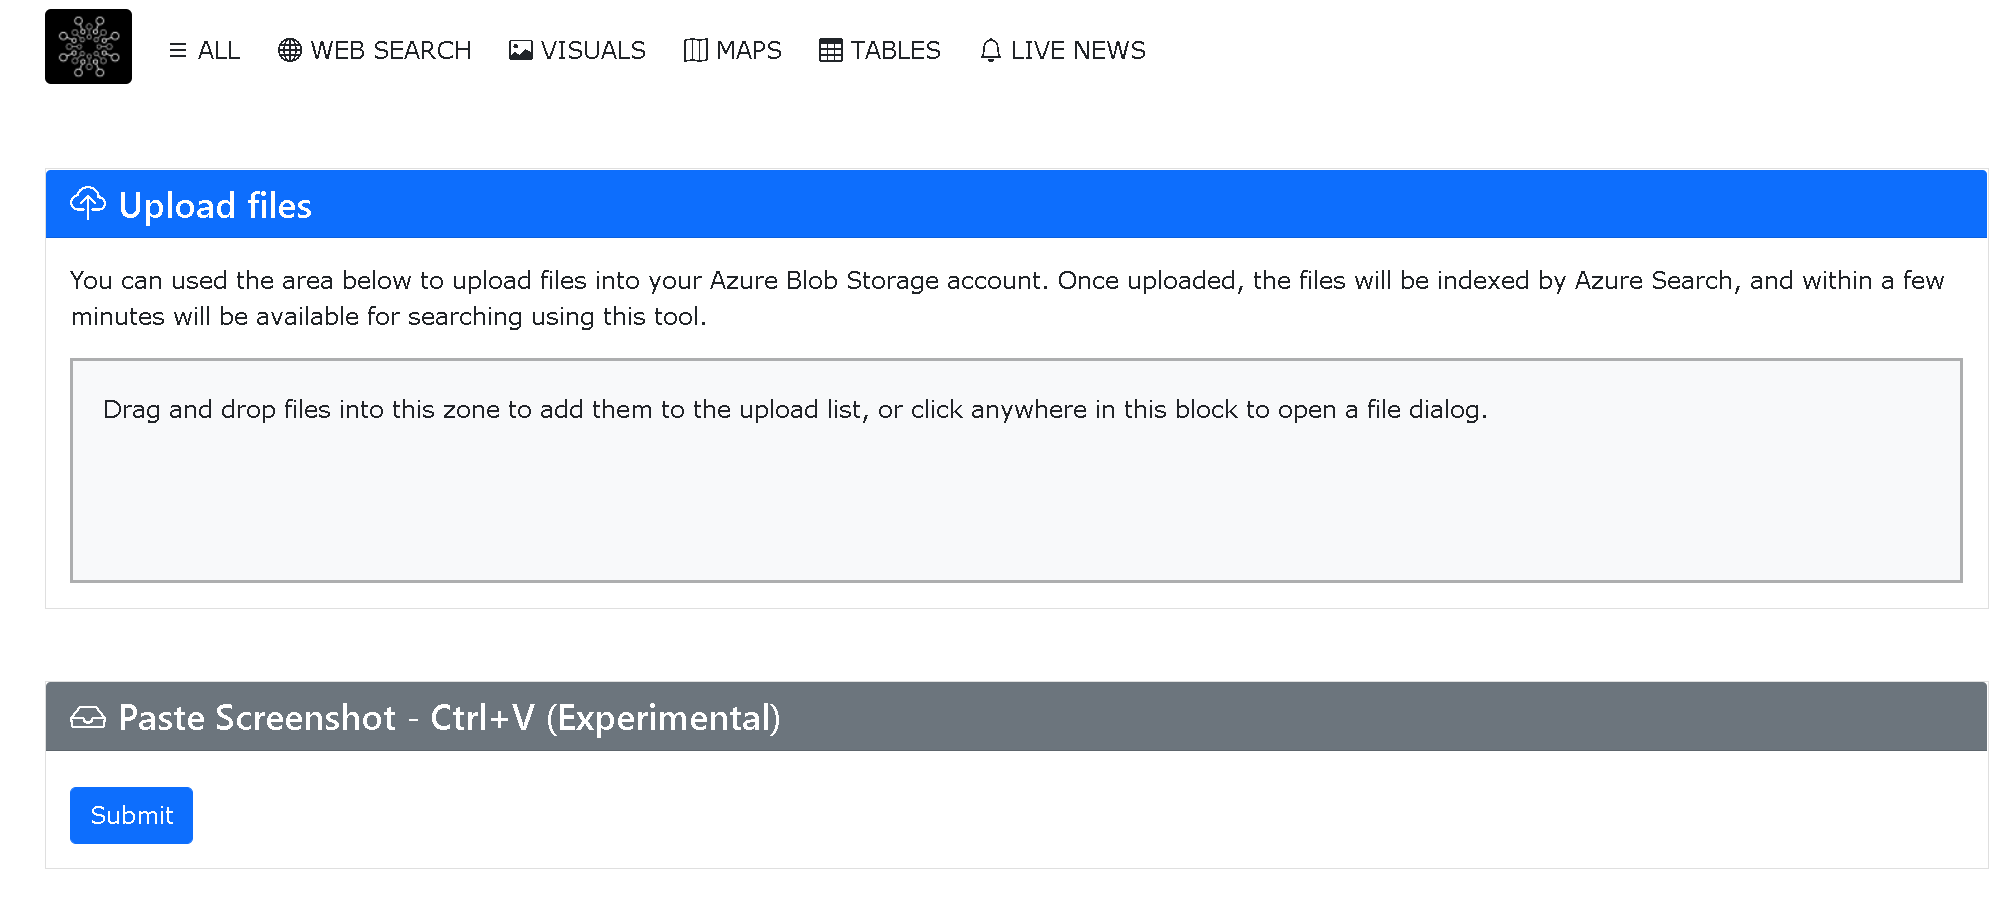 ALL WEB SEARCH VISUALS MAPS TABLES LIVE NEWS
Upload files
You can used the area below to upload files into your Azure Blob Storage account. Once uploaded, the files will be indexed by Azure Search, and within a few
minutes will be available for searching using this tool.
Drag and drop files into this zone to add them to the upload list, or click anywhere in this block to open a file dialog.
Paste Screenshot - Ctrl+V (Experimental)
Submit